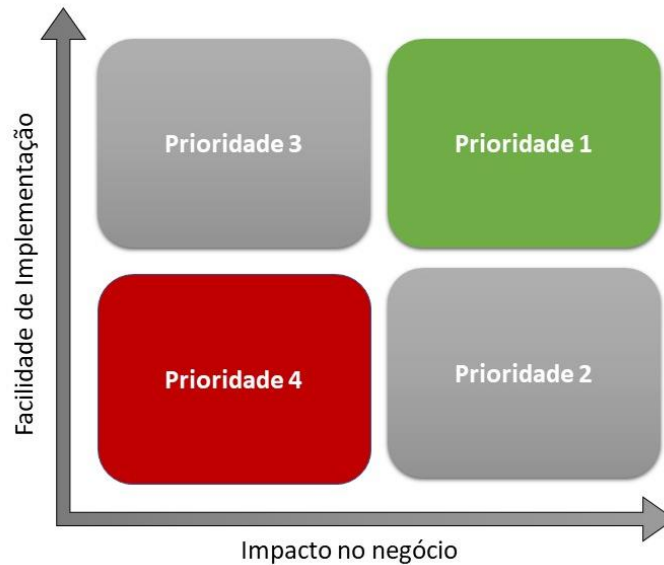 Facilidade de Implementação
Prioridade 3
Prioridade 1
Prioridade 4
Prioridade 2
Impacto no negócio